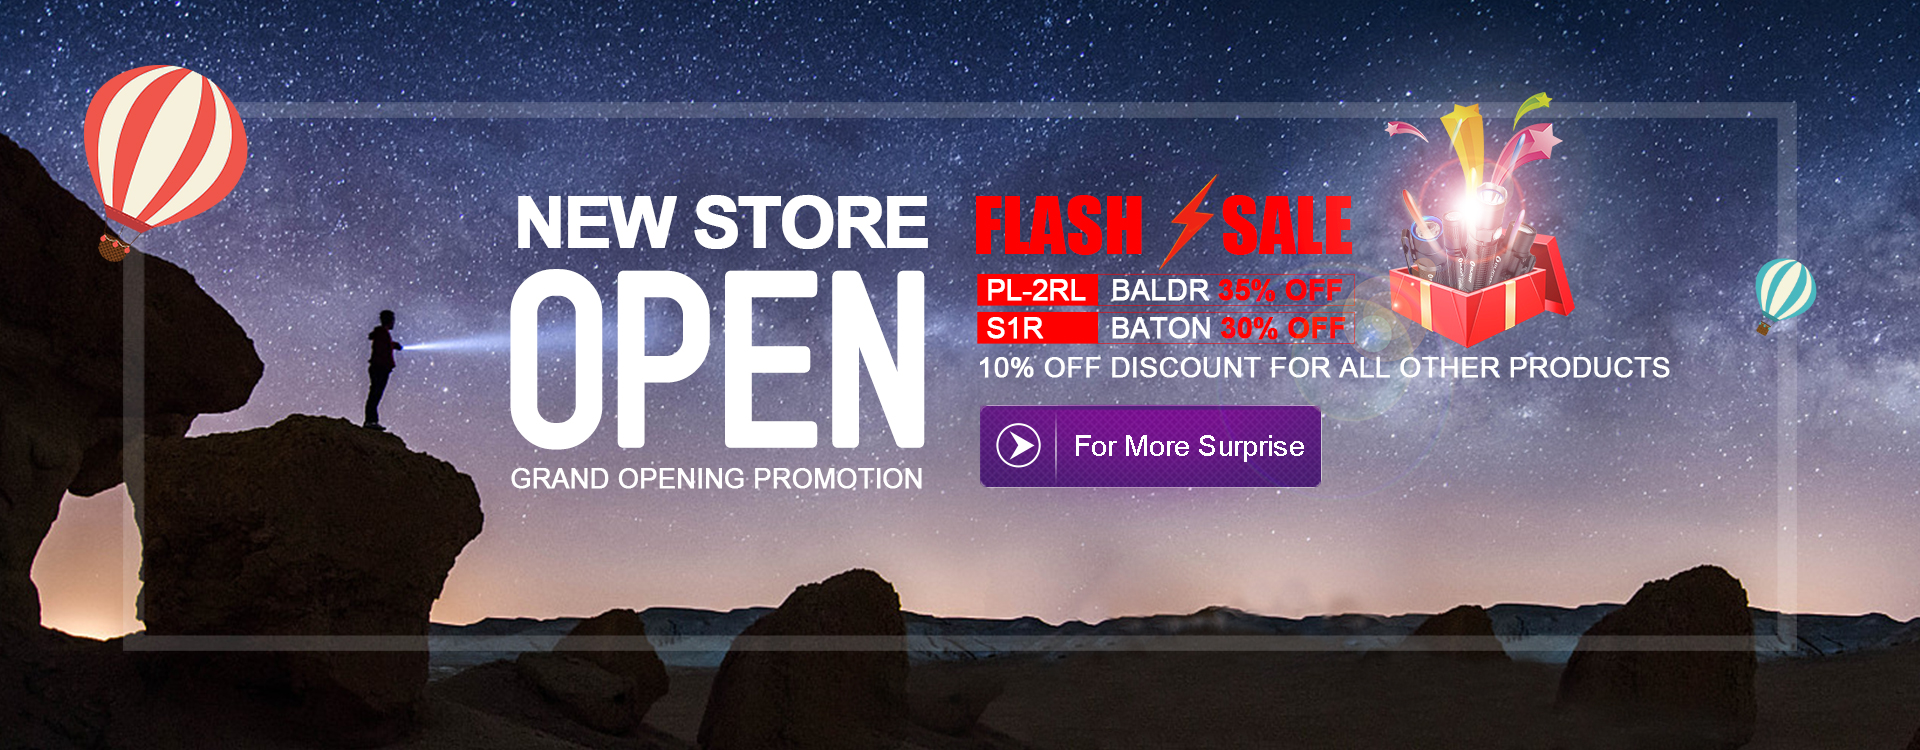 NEW STORE
OPEN
GRAND OPENING PROMOTION
FLASH SALE
PL-2RL BALDR 35% OFF
S1R BATON 30% OFF
10% OFF DISCOUNT FOR ALL OTHER PRODUCTS
For More Surprise